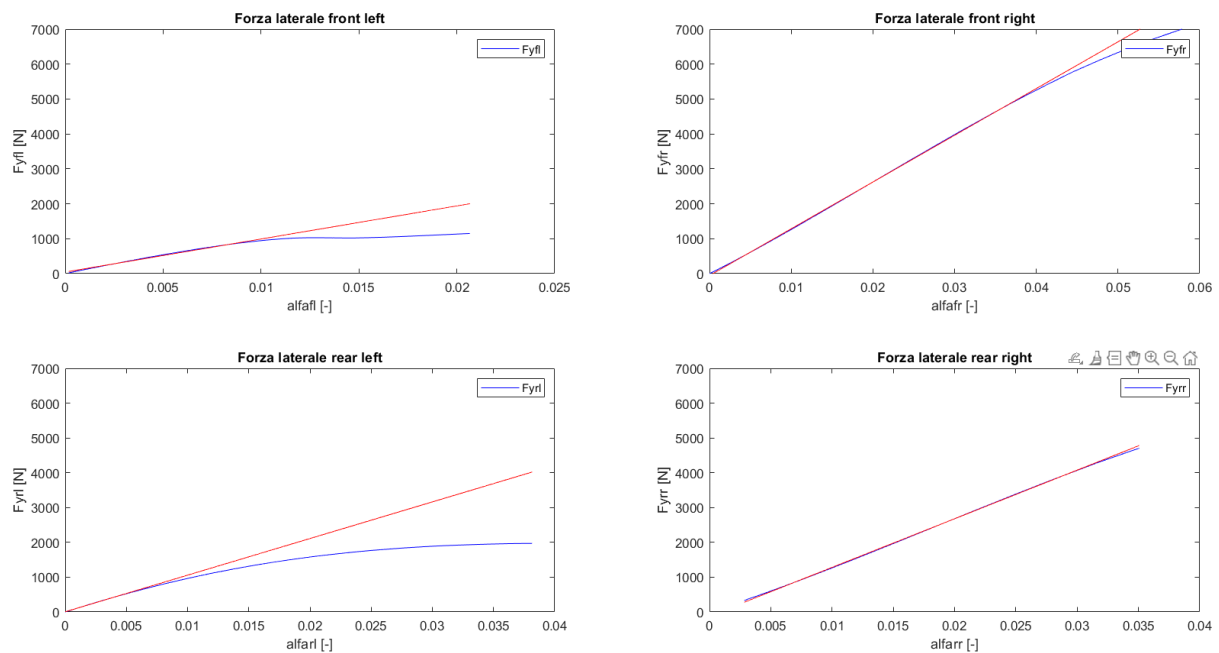 Forza laterale front left
7000
6000
5000
4000
3000
2000
1000
0
Fyfl [N]
Fyfl
0 0.005 0.01 0.015 0.02 0.025
alfafl [-]
Forza laterale front right
7000
6000
5000
4000
3000
2000
1000
0
Fyfr [N]
Fyfr
0 0.01 0.02 0.03 0.04 0.05 0.06
alfafr [-]
Forza laterale rear left
7000
6000
5000
4000
3000
2000
1000
0
Fyrl [N]
Fyrl
0 0.005 0.01 0.015 0.02 0.025 0.03 0.035 0.04
alfarl [-]
Forza laterale rear right
7000
6000
5000
4000
3000
2000
1000
0
Fyrr [N]
Fyrr
0 0.005 0.01 0.015 0.02 0.025 0.03 0.035 0.04
alfarr [-]